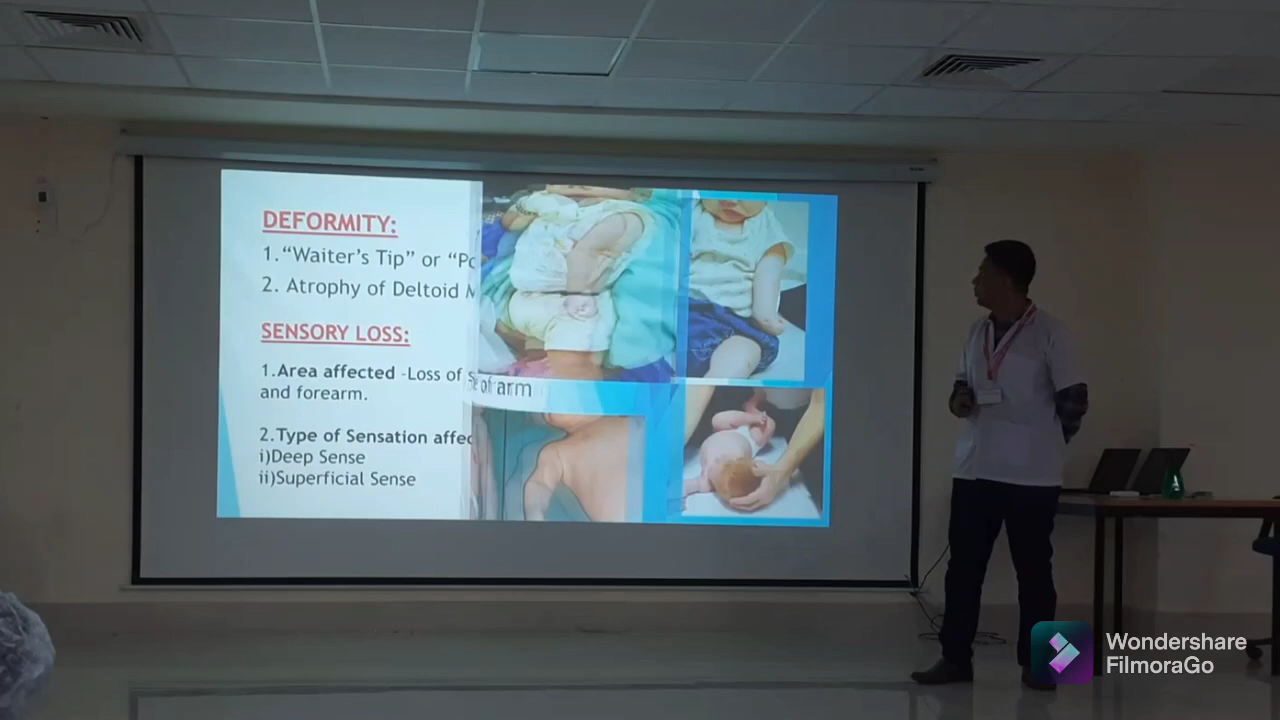 DEFORMITY:
1.“Waiter’s Tip” or “Po
2. Atrophy of Deltoid M
SENSORY LOSS:
1.Area affected –Loss of s
and forearm.
of arm
2.Type of Sensation affec
i)Deep Sense
ii)Superficial Sense
Wondershare
FilmoraGo